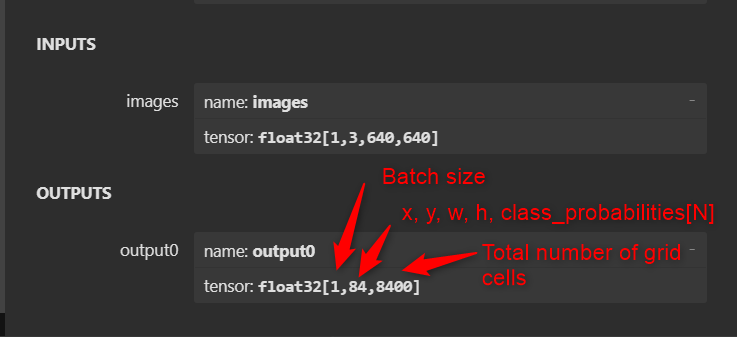 INPUTS
images
name: images
-
tensor: float32[1,3,640,640]
Batch size
OUTPUTS
x, y, w, h, class_probabilities[N]
output0
name: output0
-
Total number of grid
cells
tensor: float32[1,84,8400]